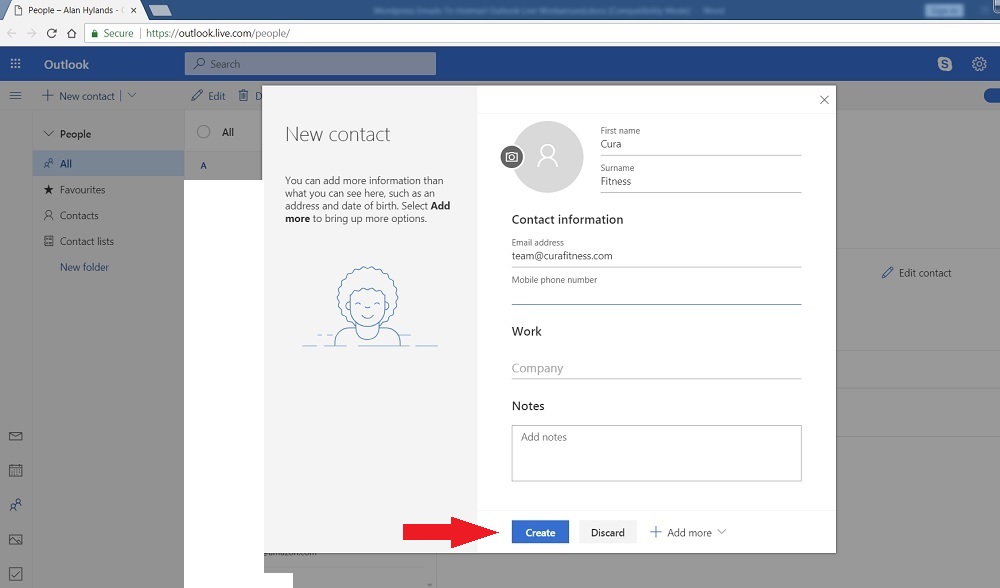 People – Alan Hylands -
Secure https://outlook.live.com/people/
Outlook
Search
New contact
Edit
D
People
All
All
A
Favourites
Contacts
Contact lists
New folder
New contact
You can add more information than
what you can see here, such as an
address and date of birth. Select Add
more to bring up more options.
First name
Cura
Surname
Fitness
Contact information
Email address
team@curafitness.com
Mobile phone number
Work
Company
Notes
Add notes
Create
Discard
Add more
Edit contact